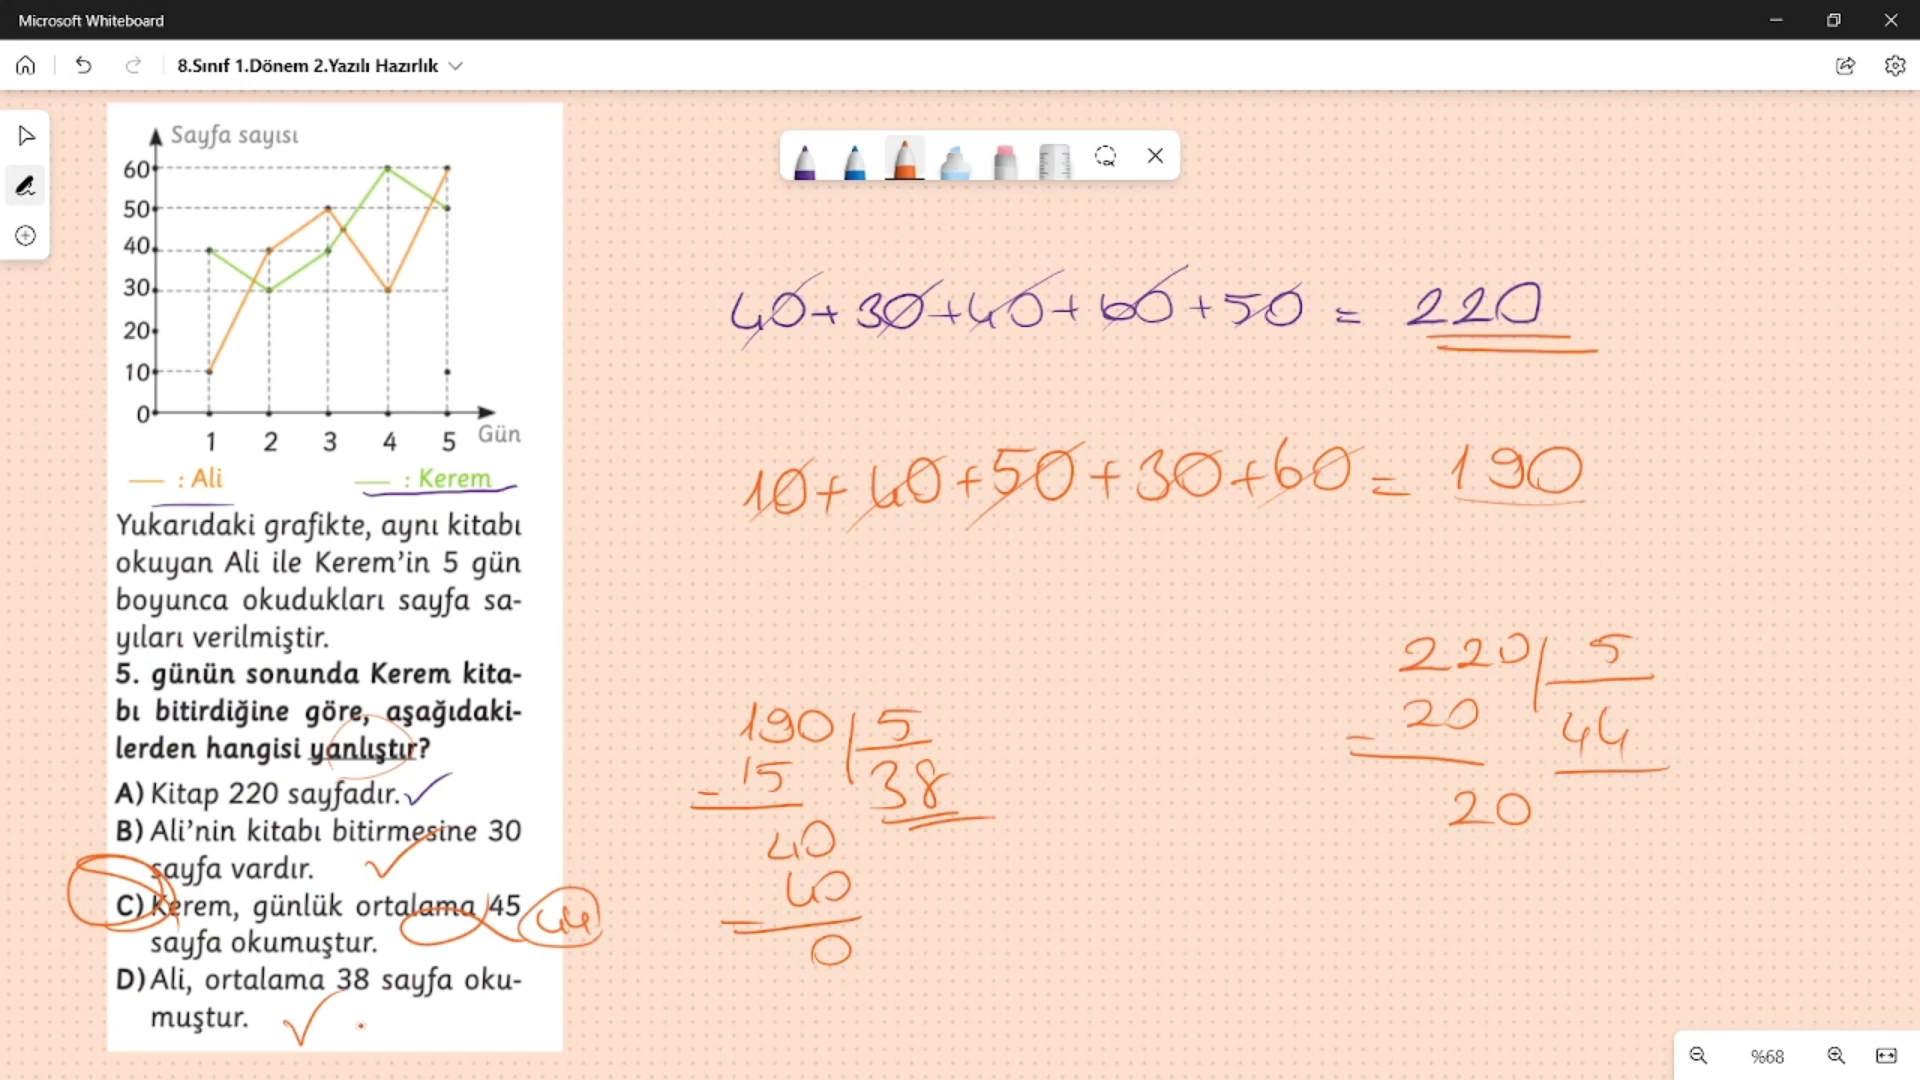 Microsoft Whiteboard
8.Sınıf 1.Dönem 2.Yazılı Hazırlık
Sayfa sayısı
60
50
40
30
20
10
0
1 2 3 4 5 Gün
: Ali : Kerem
Yukarıdaki grafikte, aynı kitabı
okuyan Ali ile Kerem’in 5 gün
boyunca okudukları sayfa sa-
yıları verilmiştir.
5. günün sonunda Kerem kita-
bı bitirdiğine göre, aşağıdaki-
lerden hangisi yanlıştır?
A) Kitap 220 sayfadır.
B) Ali’nin kitabı bitirmesine 30
sayfa vardır.
C) Kerem, günlük ortalama 45
44
sayfa okumuştur.
D) Ali, ortalama 38 sayfa oku-
muştur.
40+30+40+60+50 = 220
10+40+50+30+60 = 190
190 5
- 15 38
40
- 40
0
220 5
- 20 44
20
%68